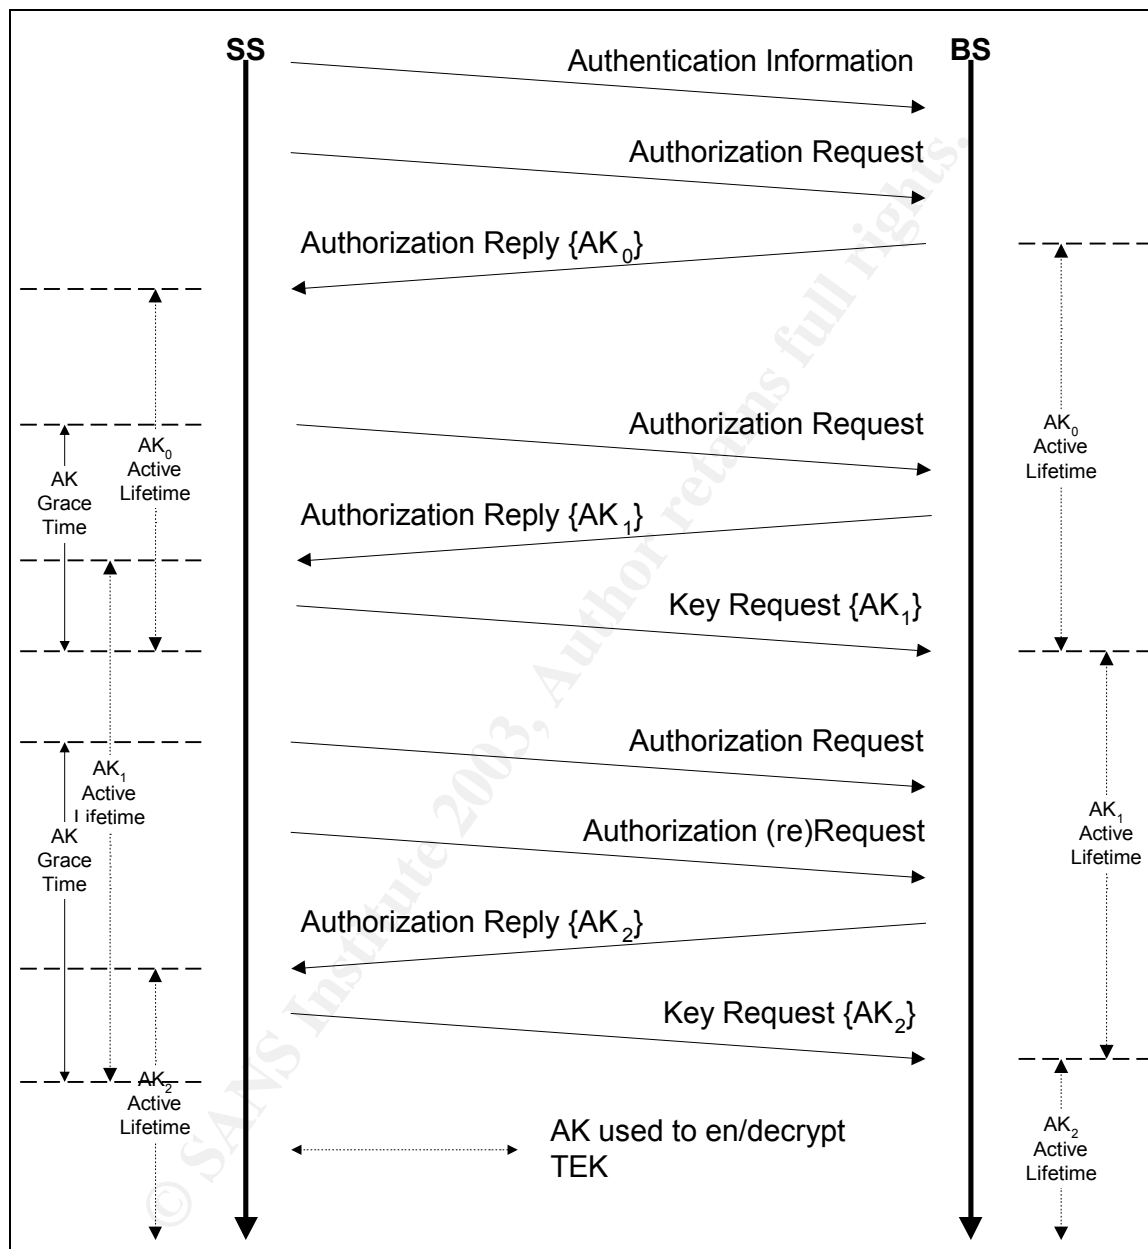 SS
BS
Authentication Information
Authorization Request
Authorization Reply {AK₀}
AK₀
Active
Lifetime
AK
Grace
Time
Authorization Request
AK₀
Active
Lifetime
Authorization Reply {AK₁}
Key Request {AK₁}
Authorization Request
AK₁
Active
Lifetime
AK
Grace
Time
Authorization (re)Request
AK₁
Active
Lifetime
Authorization Reply {AK₂}
Key Request {AK₂}
AK₂
Active
Lifetime
AK used to en/decrypt
TEK
AK₂
Active
Lifetime
© SANS Institute 2003, Author retains full rights.